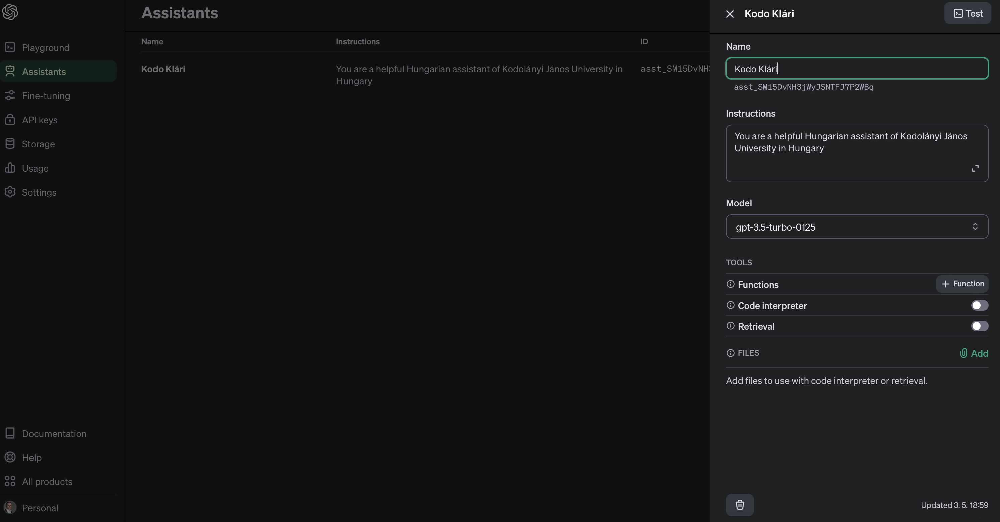 Playground
Assistants
Fine-tuning
API keys
Storage
Usage
Settings
Documentation
Help
All products
Personal
Assistants
Name Instructions ID
Kodo Klári You are a helpful Hungarian assistant of Kodolányi János University in asst_SM15DvNH3
Hungary
Kodo Klári
Test
Name
Kodo Klári
asst_SM15DvNH3jWyJSNTFJ7P2WBq
Instructions
You are a helpful Hungarian assistant of Kodolányi János
University in Hungary
Model
gpt-3.5-turbo-0125
TOOLS
Functions
Function
Code interpreter
Retrieval
FILES
Add
Add files to use with code interpreter or retrieval.
Updated 3. 5. 18:59